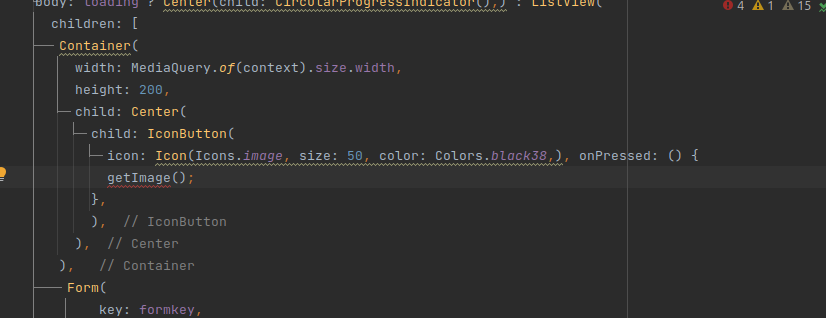 body: loading ? Center(child: CircularProgressIndicator(),) : ListView(
4 1 15
children: [
Container(
width: MediaQuery.of(context).size.width,
height: 200,
child: Center(
child: IconButton(
icon: Icon(Icons.image, size: 50, color: Colors.black38,), onPressed: () {
getImage();
},
), // IconButton
), // Center
), // Container
Form(
key: formkey,